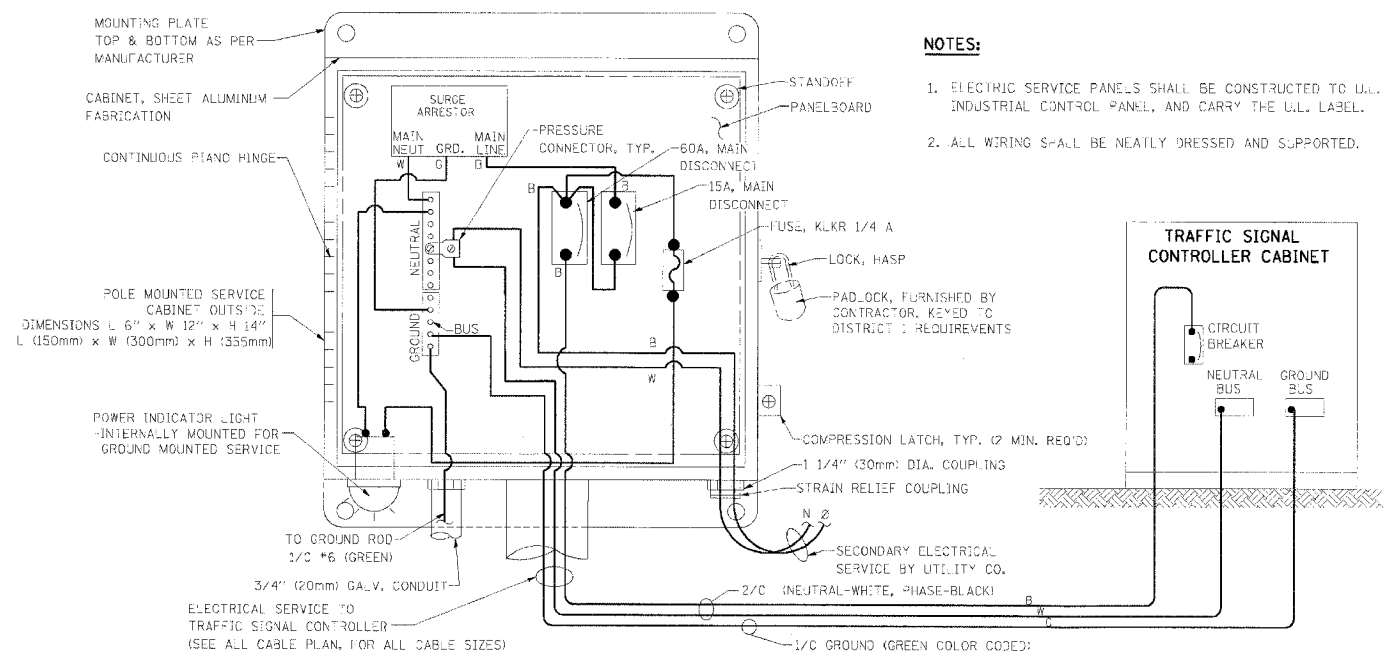 MOUNTING PLATE
TOP & BOTTOM AS PER
MANUFACTURER
CABINET, SHEET ALUMINUM
FABRICATION
CONTINUOUS PIANO HINGE
POLE MOUNTED SERVICE
CABINET OUTSIDE
DIMENSIONS L 6" x W 12" x H 14"
L (150mm) x W (300mm) x H (355mm)
POWER INDICATOR LIGHT
-INTERNALLY MOUNTED FOR
GROUND MOUNTED SERVICE
SURGE
ARRESTOR
MAIN
NEUT
GRD.
MAIN
LINE
W
G
B
PRESSURE
CONNECTOR, TYP.
STANDOFF
PANELBOARD
60A, MAIN
DISCONNECT
15A, MAIN
DISCONNECT
B
B
B
FUSE, KLKR 1/4 A
NEUTRAL
GROUND
BUS
LOCK, HASP
PADLOCK, FURNISHED BY
CONTRACTOR. KEYED TO
DISTRICT 1 REQUIREMENTS
B
W
COMPRESSION LATCH, TYP. (2 MIN. REQ'D)
1 1/4" (30mm) DIA. COUPLING
STRAIN RELIEF COUPLING
N Ø
SECONDARY ELECTRICAL
SERVICE BY UTILITY CO.
TO GROUND ROD
1/C #6 (GREEN)
3/4" (20mm) GALV. CONDUIT
ELECTRICAL SERVICE TO
TRAFFIC SIGNAL CONTROLLER
(SEE ALL CABLE PLAN, FOR ALL CABLE SIZES)
2/C (NEUTRAL-WHITE, PHASE-BLACK)
B
W
G
1/C GROUND (GREEN COLOR CODED)
NOTES:
1. ELECTRIC SERVICE PANELS SHALL BE CONSTRUCTED TO U.L.
INDUSTRIAL CONTROL PANEL, AND CARRY THE U.L. LABEL.
2. ALL WIRING SHALL BE NEATLY DRESSED AND SUPPORTED.
TRAFFIC SIGNAL
CONTROLLER CABINET
CIRCUIT
BREAKER
NEUTRAL
BUS
GROUND
BUS